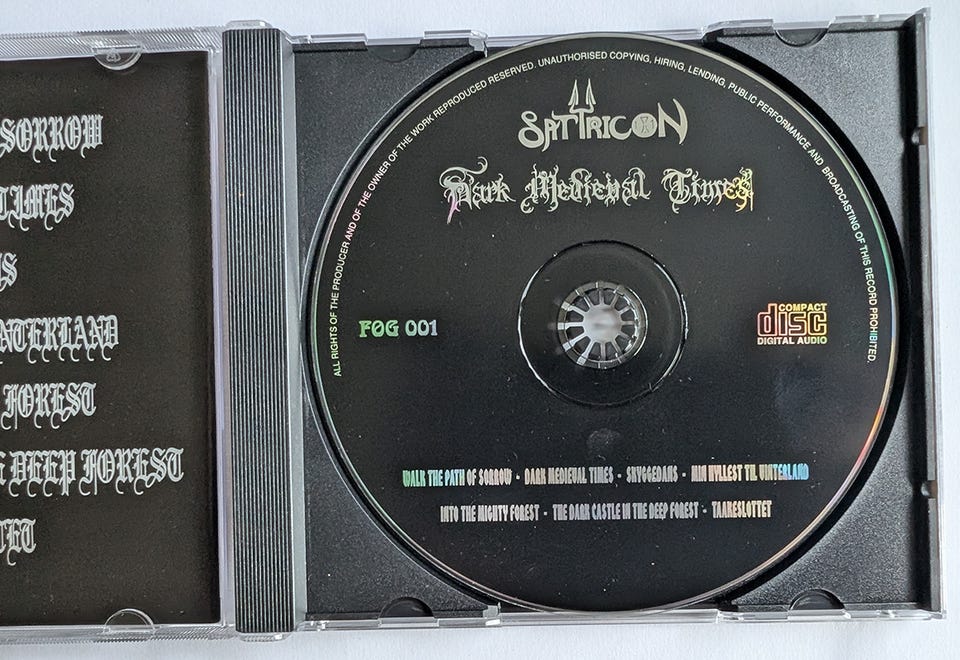 SORROW
TIMES
NS
NTERLAND
FOREST
E DEEP FOREST
TET
ALL RIGHTS OF THE PRODUCER AND OF THE OWNER OF THE WORK REPRODUCED RESERVED. UNAUTHORISED COPYING, HIRING, LENDING, PUBLIC PERFORMANCE AND BROADCASTING OF THIS RECORD PROHIBITED.
SATYRICON
Dark Medieval Times
FOG 001
COMPACT
disc
DIGITAL AUDIO
WALK THE PATH OF SORROW - DARK MEDIEVAL TIMES - SKYGGEDANS - MIN HYLLEST TIL VINTERLAND
INTO THE MIGHTY FOREST - THE DARK CASTLE IN THE DEEP FOREST - TAAKESLOTTET